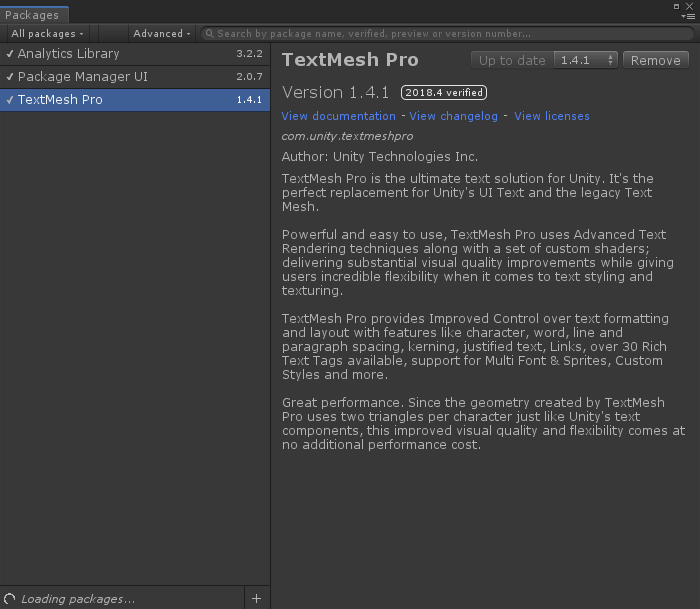 Packages
All packages
Advanced
Search by package name, verified, preview or version number...
Analytics Library 3.2.2
Package Manager UI 2.0.7
TextMesh Pro 1.4.1
Loading packages...
+
TextMesh Pro
Up to date 1.4.1 Remove
Version 1.4.1 2018.4 verified
View documentation - View changelog - View licenses
com.unity.textmeshpro
Author: Unity Technologies Inc.
TextMesh Pro is the ultimate text solution for Unity. It's the
perfect replacement for Unity's UI Text and the legacy Text
Mesh.
Powerful and easy to use, TextMesh Pro uses Advanced Text
Rendering techniques along with a set of custom shaders;
delivering substantial visual quality improvements while giving
users incredible flexibility when it comes to text styling and
texturing.
TextMesh Pro provides Improved Control over text formatting
and layout with features like character, word, line and
paragraph spacing, kerning, justified text, Links, over 30 Rich
Text Tags available, support for Multi Font & Sprites, Custom
Styles and more.
Great performance. Since the geometry created by TextMesh
Pro uses two triangles per character just like Unity's text
components, this improved visual quality and flexibility comes at
no additional performance cost.